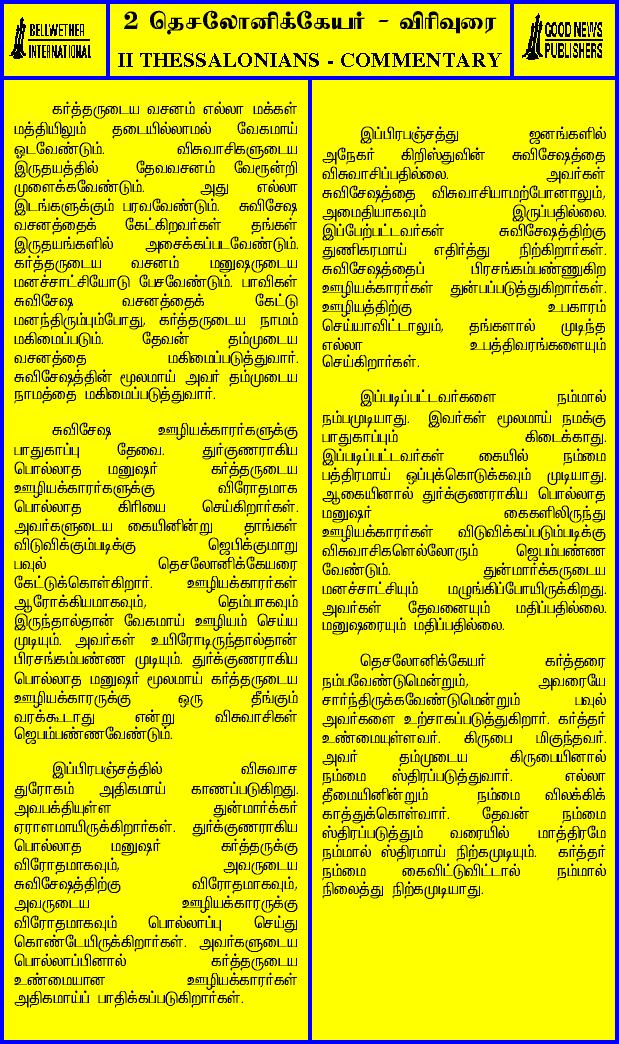 BELLWETHER
INTERNATIONAL
2 தெசலோனிக்கேயர் - விரிவுரை
II THESSALONIANS - COMMENTARY
GOOD NEWS
PUBLISHERS
கர்த்தருடைய வசனம் எல்லா மக்கள்
மத்தியிலும் தடையில்லாமல் வேகமாய்
ஓடவேண்டும். விசுவாசிகளுடைய
இருதயத்தில் தேவவசனம் வேரூன்றி
முளைக்கவேண்டும். அது எல்லா
இடங்களுக்கும் பரவவேண்டும். சுவிசேஷ
வசனத்தைக் கேட்கிறவர்கள் தங்கள்
இருதயங்களில் அசைக்கப்படவேண்டும்.
கர்த்தருடைய வசனம் மனுஷருடைய
மனச்சாட்சியோடு பேசவேண்டும். பாவிகள்
சுவிசேஷ வசனத்தைக் கேட்டு
மனந்திரும்பும்போது, கர்த்தருடைய நாமம்
மகிமைப்படும். தேவன் தம்முடைய
வசனத்தை மகிமைப்படுத்துவார்.
சுவிசேஷத்தின் மூலமாய் அவர் தம்முடைய
நாமத்தை மகிமைப்படுத்துவார்.
சுவிசேஷ ஊழியக்காரர்களுக்கு
பாதுகாப்பு தேவை. துர்குணராகிய
பொல்லாத மனுஷர் கர்த்தருடைய
ஊழியக்காரர்களுக்கு விரோதமாக
பொல்லாத கிரியை செய்கிறார்கள்.
அவர்களுடைய கையினின்று தாங்கள்
விடுவிக்கும்படிக்கு ஜெபிக்குமாறு
பவுல் தெசலோனிக்கேயரை
கேட்டுக்கொள்கிறார். ஊழியக்காரர்கள்
ஆரோக்கியமாகவும், தெம்பாகவும்
இருந்தால்தான் வேகமாய் ஊழியம் செய்ய
முடியும். அவர்கள் உயிரோடிருந்தால்தான்
பிரசங்கம்பண்ண முடியும். துர்க்குணராகிய
பொல்லாத மனுஷர் மூலமாய் கர்த்தருடைய
ஊழியக்காரருக்கு ஒரு தீங்கும்
வரக்கூடாது என்று விசுவாசிகள்
ஜெபம்பண்ணவேண்டும்.
இப்பிரபஞ்சத்தில் விசுவாச
துரோகம் அதிகமாய் காணப்படுகிறது.
அவபக்தியுள்ள துன்மார்க்கர்
ஏராளமாயிருக்கிறார்கள். துர்க்குணராகிய
பொல்லாத மனுஷர் கர்த்தருக்கு
விரோதமாகவும், அவருடைய
சுவிசேஷத்திற்கு விரோதமாகவும்,
அவருடைய ஊழியக்காரருக்கு
விரோதமாகவும் பொல்லாப்பு செய்து
கொண்டேயிருக்கிறார்கள். அவர்களுடைய
பொல்லாப்பினால் கர்த்தருடைய
உண்மையான ஊழியக்காரர்கள்
அதிகமாய்ப் பாதிக்கப்படுகிறார்கள்.
இப்பிரபஞ்சத்து ஜனங்களில்
அநேகர் கிறிஸ்துவின் சுவிசேஷத்தை
விசுவாசிப்பதில்லை. அவர்கள்
சுவிசேஷத்தை விசுவாசியாமற்போனாலும்,
அமைதியாகவும் இருப்பதில்லை.
இப்பேற்பட்டவர்கள் சுவிசேஷத்திற்கு
துணிகரமாய் எதிர்த்து நிற்கிறார்கள்.
சுவிசேஷத்தைப் பிரசங்கம்பண்ணுகிற
ஊழியக்காரர்கள் துன்பப்படுத்துகிறார்கள்.
ஊழியத்திற்கு உபகாரம்
செய்யாவிட்டாலும், தங்களால் முடிந்த
எல்லா உபத்திவரங்களையும்
செய்கிறார்கள்.
இப்படிப்பட்டவர்களை நம்மால்
நம்பமுடியாது. இவர்கள் மூலமாய் நமக்கு
பாதுகாப்பும் கிடைக்காது.
இப்படிப்பட்டவர்கள் கையில் நம்மை
பத்திரமாய் ஒப்புக்கொடுக்கவும் முடியாது.
ஆகையினால் துர்க்குணராகிய பொல்லாத
மனுஷர் கைகளிலிருந்து
ஊழியக்காரர்கள் விடுவிக்கப்படும்படிக்கு
விசுவாசிகளெல்லோரும் ஜெபம்பண்ண
வேண்டும். துன்மார்க்கருடைய
மனச்சாட்சியும் மழுங்கிப்போயிருக்கிறது.
அவர்கள் தேவனையும் மதிப்பதில்லை.
மனுஷரையும் மதிப்பதில்லை.
தெசலோனிக்கேயர் கர்த்தரை
நம்பவேண்டுமென்றும், அவரையே
சார்ந்திருக்கவேண்டுமென்றும் பவுல்
அவர்களை உற்சாகப்படுத்துகிறார். கர்த்தர்
உண்மையுள்ளவர். கிருபை மிகுந்தவர்.
அவர் தம்முடைய கிருபையினால்
நம்மை ஸ்திரப்படுத்துவார். எல்லா
தீமையினின்றும் நம்மை விலக்கிக்
காத்துக்கொள்வார். தேவன் நம்மை
ஸ்திரப்படுத்தும் வரையில் மாத்திரமே
நம்மால் ஸ்திரமாய் நிற்கமுடியும். கர்த்தர்
நம்மை கைவிட்டுவிட்டால் நம்மால்
நிலைத்து நிற்கமுடியாது.